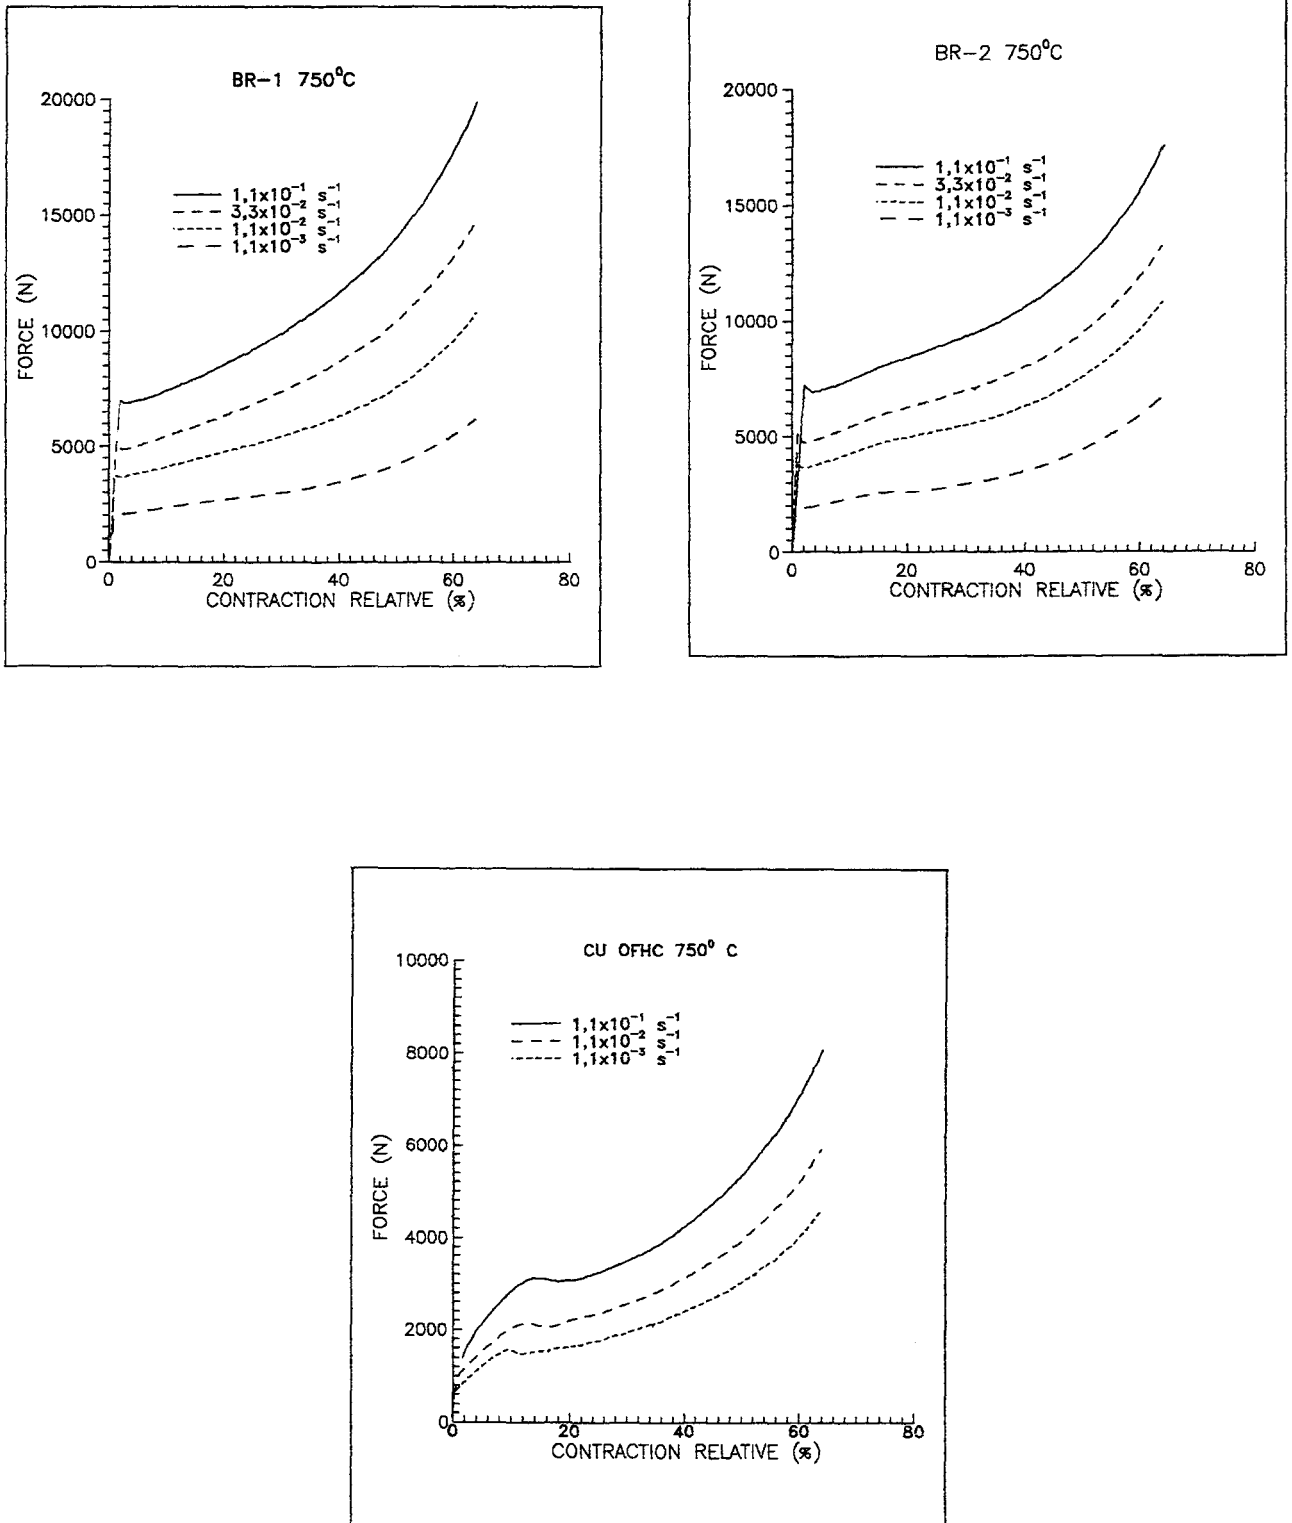 BR-1 750⁰C
20000
15000
10000
5000
0
FORCE (N)
1,1x10⁻¹ s⁻¹
3,3x10⁻² s⁻¹
1,1x10⁻² s⁻¹
1,1x10⁻³ s⁻¹
0 20 40 60 80
CONTRACTION RELATIVE (%)
BR-2 750⁰C
20000
15000
10000
5000
0
FORCE (N)
1,1x10⁻¹ s⁻¹
3,3x10⁻² s⁻¹
1,1x10⁻² s⁻¹
1,1x10⁻³ s⁻¹
0 20 40 60 80
CONTRACTION RELATIVE (%)
CU OFHC 750⁰ C
10000
8000
6000
4000
2000
0
FORCE (N)
1,1x10⁻¹ s⁻¹
1,1x10⁻² s⁻¹
1,1x10⁻³ s⁻¹
0 20 40 60 80
CONTRACTION RELATIVE (%)